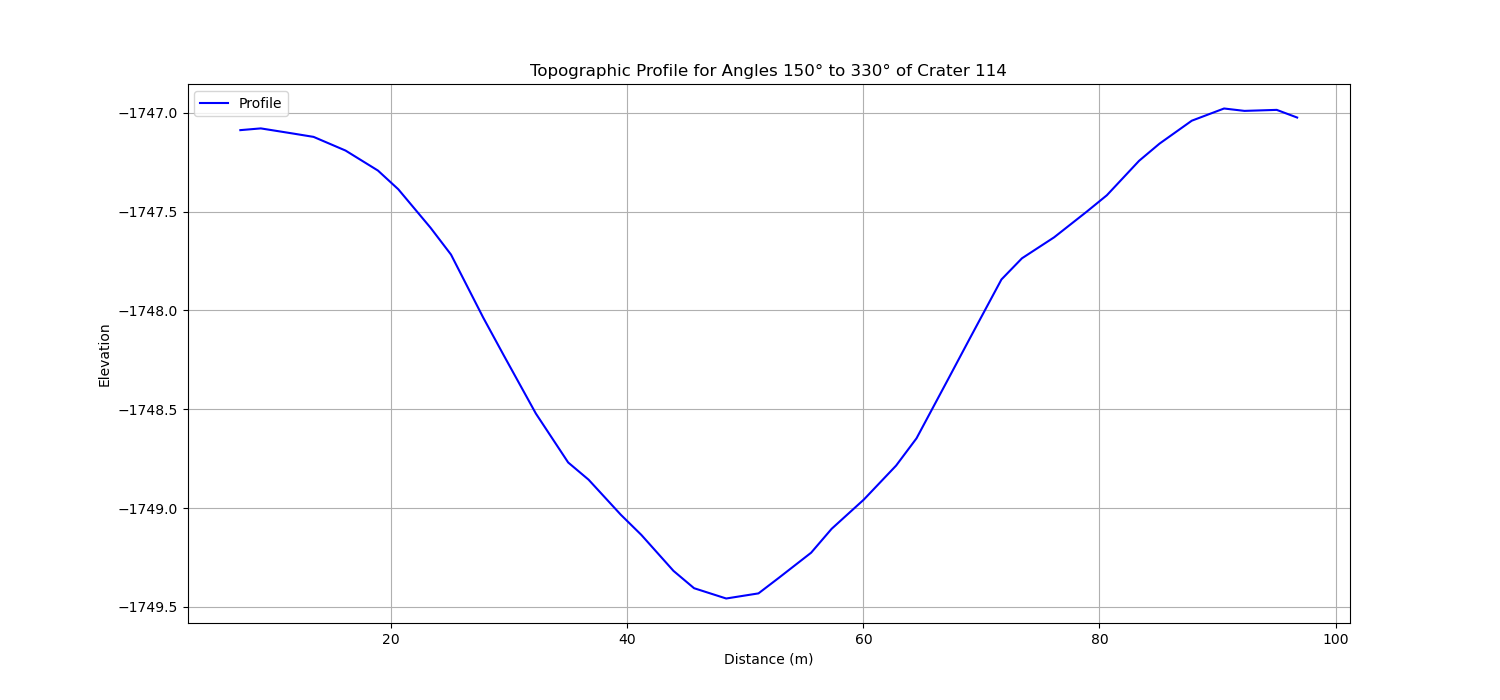 Topographic Profile for Angles 150° to 330° of Crater 114
Profile
−1747.0
−1747.5
−1748.0
−1748.5
−1749.0
−1749.5
Elevation
20
40
60
80
100
Distance (m)